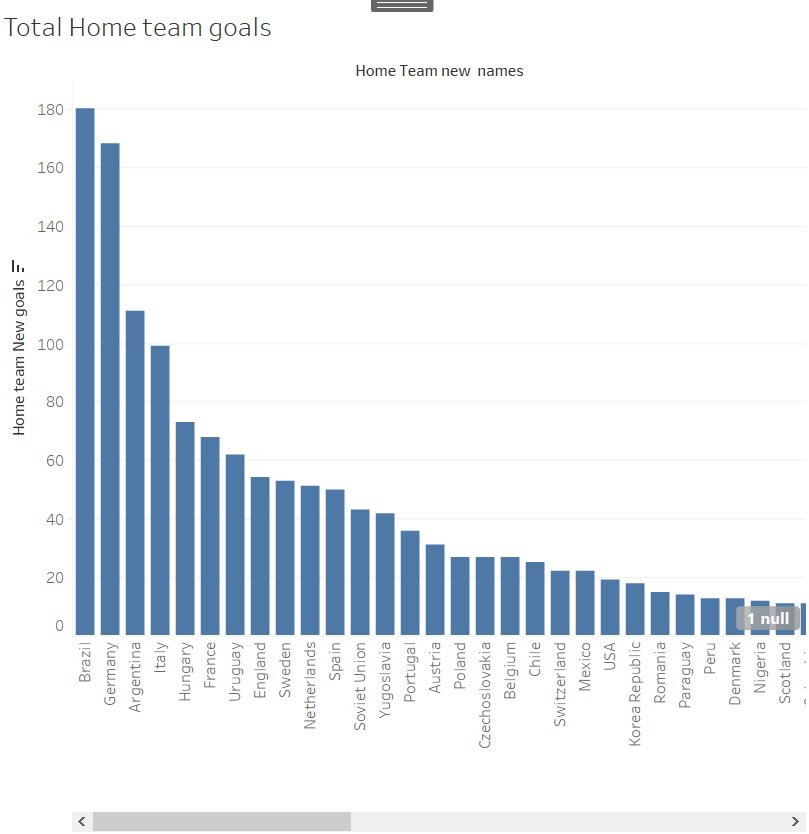 Total Home team goals
Home Team new  names
Home team New goals
180
160
140
120
100
80
60
40
20
0
1 null
Brazil
Germany
Argentina
Italy
Hungary
France
Uruguay
England
Sweden
Netherlands
Spain
Soviet Union
Yugoslavia
Portugal
Austria
Poland
Czechoslovakia
Belgium
Chile
Switzerland
Mexico
USA
Korea Republic
Romania
Paraguay
Peru
Denmark
Nigeria
Scotland